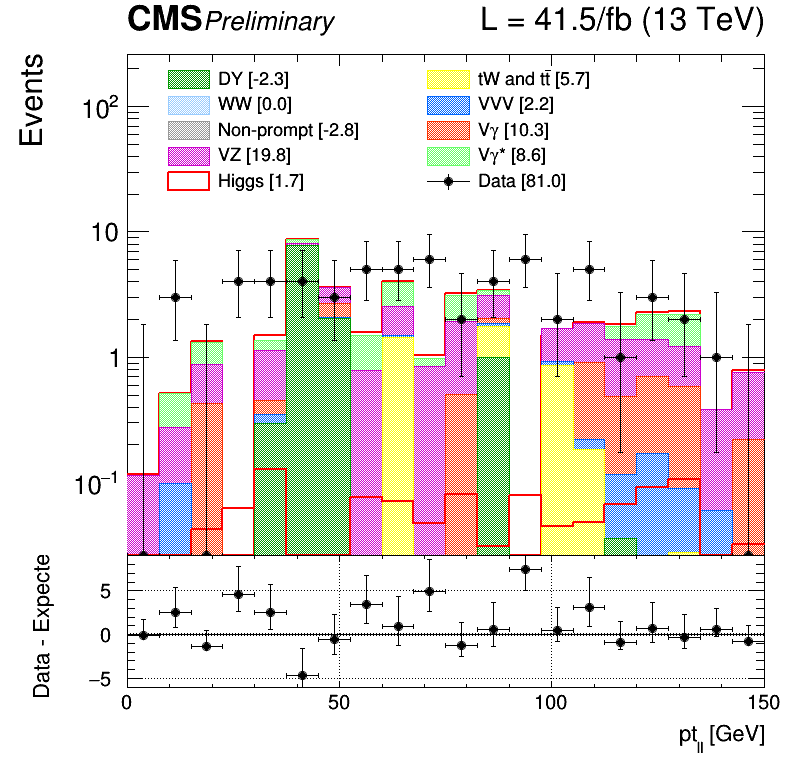 CMS Preliminary L = 41.5/fb (13 TeV)
Events
DY [-2.3]
WW [0.0]
Non-prompt [-2.8]
VZ [19.8]
Higgs [1.7]
tW and tt̄ [5.7]
VVV [2.2]
Vγ [10.3]
Vγ* [8.6]
Data [81.0]
10²
10
1
10⁻¹
Data - Expecte
5
0
−5
0 50 100 150
pt_ll [GeV]